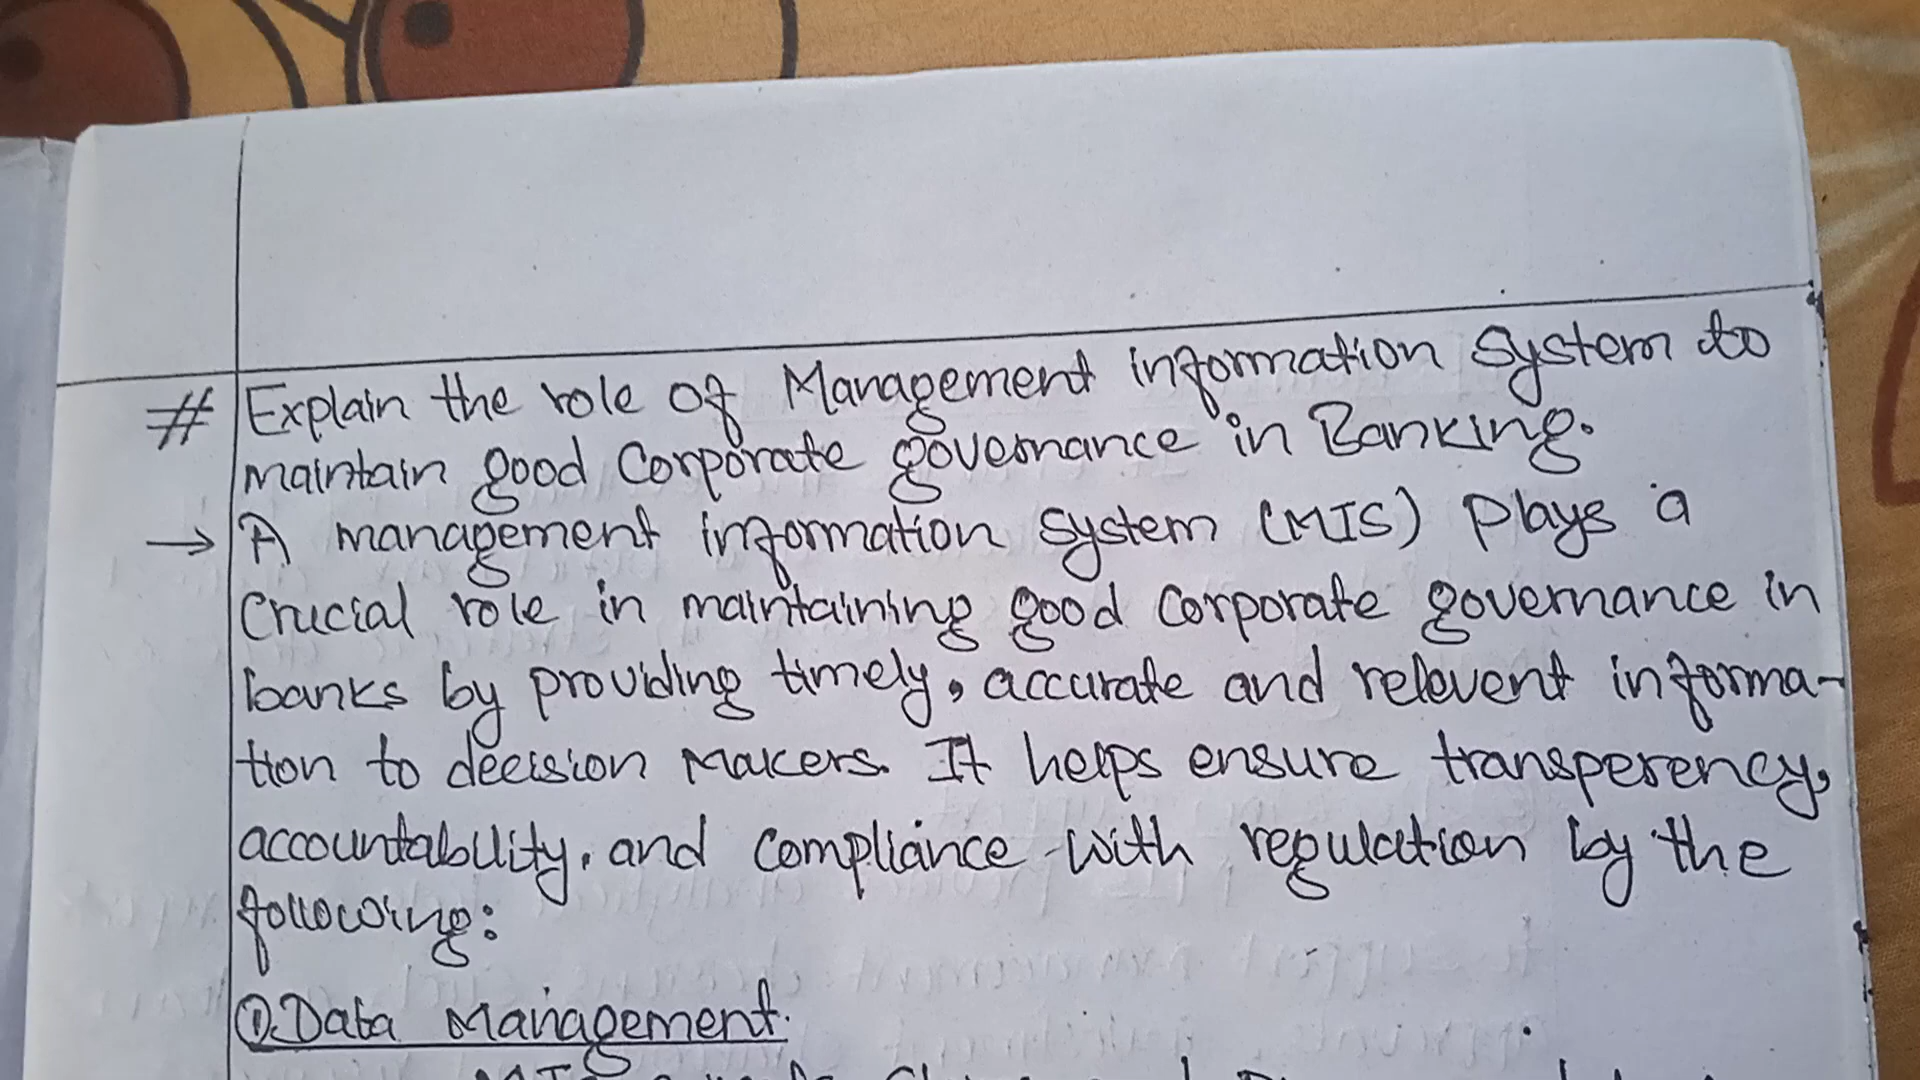 # Explain the role of Management information System to
maintain good Corporate governance in Banking.
→ A management information system (MIS) Plays a
Crucial role in maintaining good Corporate governance in
banks by providing timely, accurate and relevent informa-
tion to decision makers. It helps ensure transperency,
accountability, and compliance with regulation by the
following:
①.Data Management.